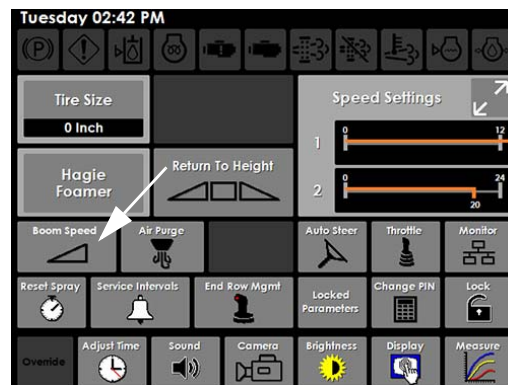 Tuesday 02:42 PM
(P)
Tire Size
0 Inch
Speed Settings
1
0
12
2
0
24
20
Hagie
Foamer
Return To Height
Boom Speed
Air Purge
Auto Steer
Throttle
Monitor
Reset Spray
Service Intervals
End Row Mgmt
Locked
Parameters
Change PIN
Lock
Override
Adjust Time
Sound
Camera
Brightness
Display
Measure